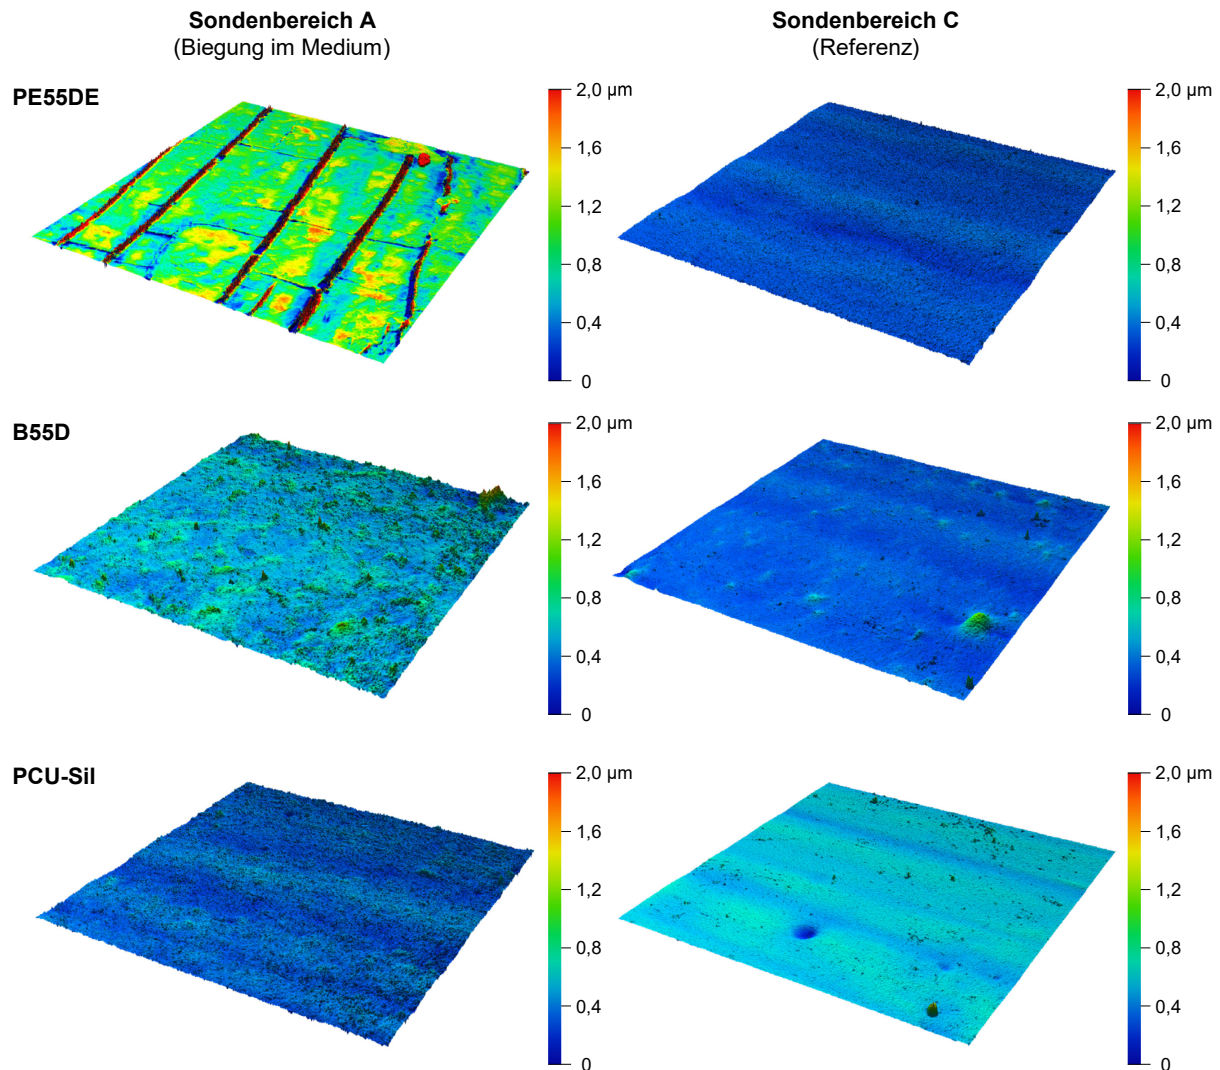 Sondenbereich A
(Biegung im Medium)
Sondenbereich C
(Referenz)
PE55DE
2,0 µm
1,6
1,2
0,8
0,4
0
2,0 µm
1,6
1,2
0,8
0,4
0
B55D
2,0 µm
1,6
1,2
0,8
0,4
0
2,0 µm
1,6
1,2
0,8
0,4
0
PCU-Sil
2,0 µm
1,6
1,2
0,8
0,4
0
2,0 µm
1,6
1,2
0,8
0,4
0